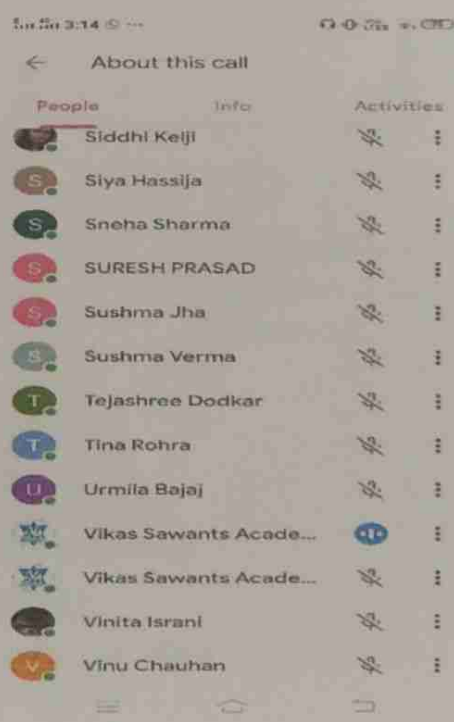 3:14
About this call
People Info Activities
Siddhi Kelji
S Siya Hassija
S Sneha Sharma
S SURESH PRASAD
S Sushma Jha
S Sushma Verma
T Tejashree Dodkar
T Tina Rohra
U Urmila Bajaj
Vikas Sawants Acade...
Vikas Sawants Acade...
Vinita Israni
V Vinu Chauhan